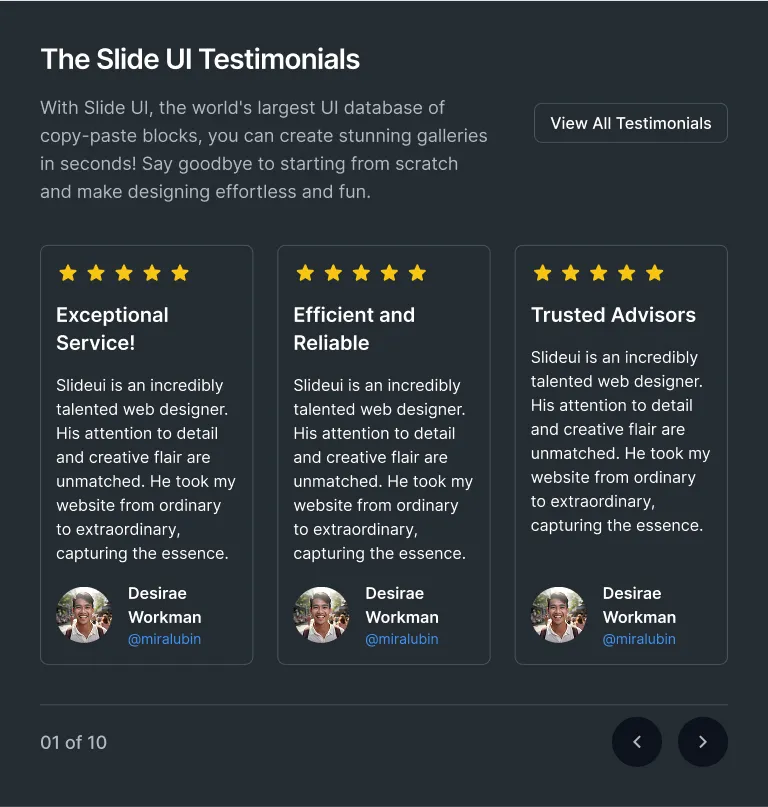 The Slide UI Testimonials
With Slide UI, the world's largest UI database of
copy-paste blocks, you can create stunning galleries
in seconds! Say goodbye to starting from scratch
and make designing effortless and fun.
View All Testimonials
Exceptional
Service!
Slideui is an incredibly
talented web designer.
His attention to detail
and creative flair are
unmatched. He took my
website from ordinary
to extraordinary,
capturing the essence.
Desirae
Workman
@miralubin
Efficient and
Reliable
Slideui is an incredibly
talented web designer.
His attention to detail
and creative flair are
unmatched. He took my
website from ordinary
to extraordinary,
capturing the essence.
Desirae
Workman
@miralubin
Trusted Advisors
Slideui is an incredibly
talented web designer.
His attention to detail
and creative flair are
unmatched. He took my
website from ordinary
to extraordinary,
capturing the essence.
Desirae
Workman
@miralubin
01 of 10